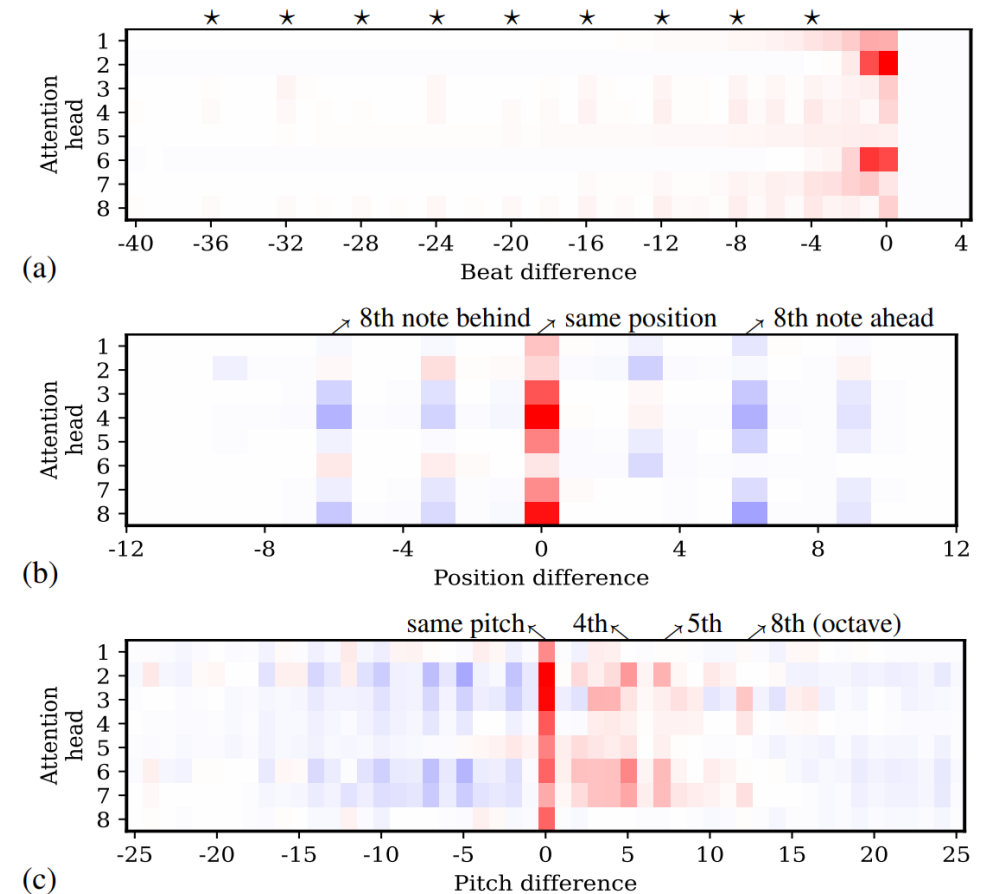 (a)
★ ★ ★ ★ ★ ★ ★ ★ ★
Attention
head
1
2
3
4
5
6
7
8
-40 -36 -32 -28 -24 -20 -16 -12 -8 -4 0 4
Beat difference
(b)
8th note behind same position 8th note ahead
Attention
head
1
2
3
4
5
6
7
8
-12 -8 -4 0 4 8 12
Position difference
(c)
same pitch 4th 5th 8th (octave)
Attention
head
1
2
3
4
5
6
7
8
-25 -20 -15 -10 -5 0 5 10 15 20 25
Pitch difference